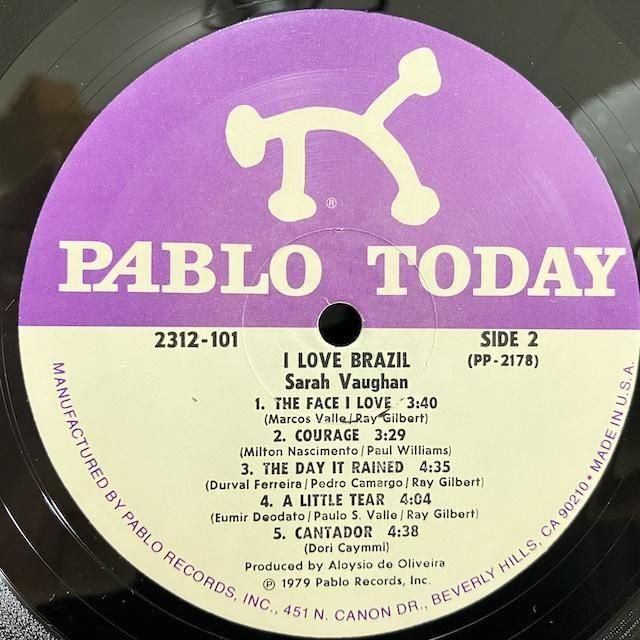 ®
PABLO TODAY
2312-101
SIDE 2
(PP-2178)
I LOVE BRAZIL
Sarah Vaughan
1. THE FACE I LOVE 3:40
(Marcos Valle/Ray Gilbert)
2. COURAGE 3:29
(Milton Nascimento/Paul Williams)
3. THE DAY IT RAINED 4:35
(Durval Ferreira/Pedro Camargo/Ray Gilbert)
4. A LITTLE TEAR 4:04
(Eumir Deodato/Paulo S. Valle/Ray Gilbert)
5. CANTADOR 4:38
(Dori Caymmi)
Produced by Aloysio de Oliveira
℗ 1979 Pablo Records, Inc.
MANUFACTURED BY PABLO RECORDS, INC., 451 N. CANON DR., BEVERLY HILLS, CA 90210 • MADE IN U.S.A.